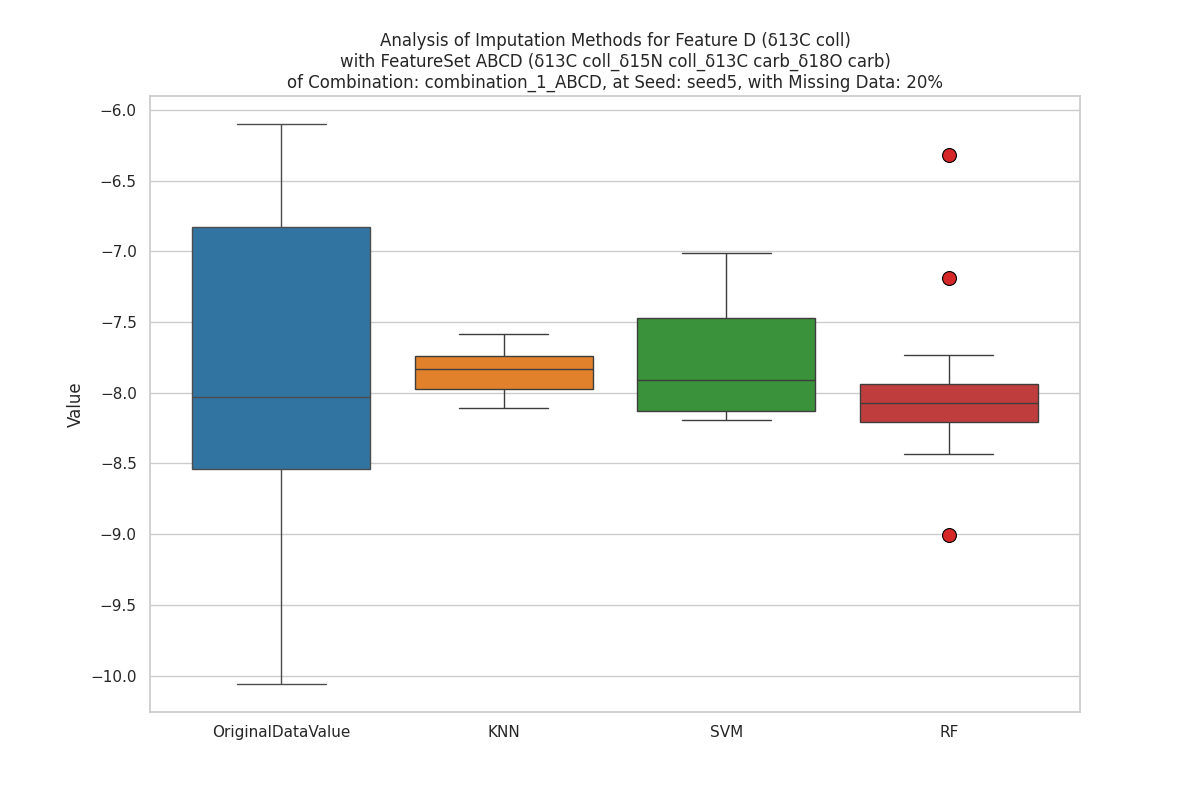 Analysis of Imputation Methods for Feature D (δ13C coll)
with FeatureSet ABCD (δ13C coll_δ15N coll_δ13C carb_δ18O carb)
of Combination: combination_1_ABCD, at Seed: seed5, with Missing Data: 20%
−6.0
−6.5
−7.0
−7.5
−8.0
−8.5
−9.0
−9.5
−10.0
Value
OriginalDataValue
KNN
SVM
RF